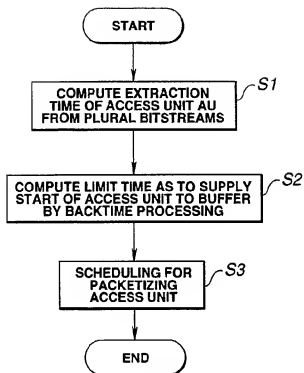 START
COMPUTE EXTRACTION
TIME OF ACCESS UNIT AU
FROM PLURAL BITSTREAMS
S1
COMPUTE LIMIT TIME AS TO SUPPLY
START OF ACCESS UNIT TO BUFFER
BY BACKTIME PROCESSING
S2
SCHEDULING FOR
PACKETIZING
ACCESS UNIT
S3
END